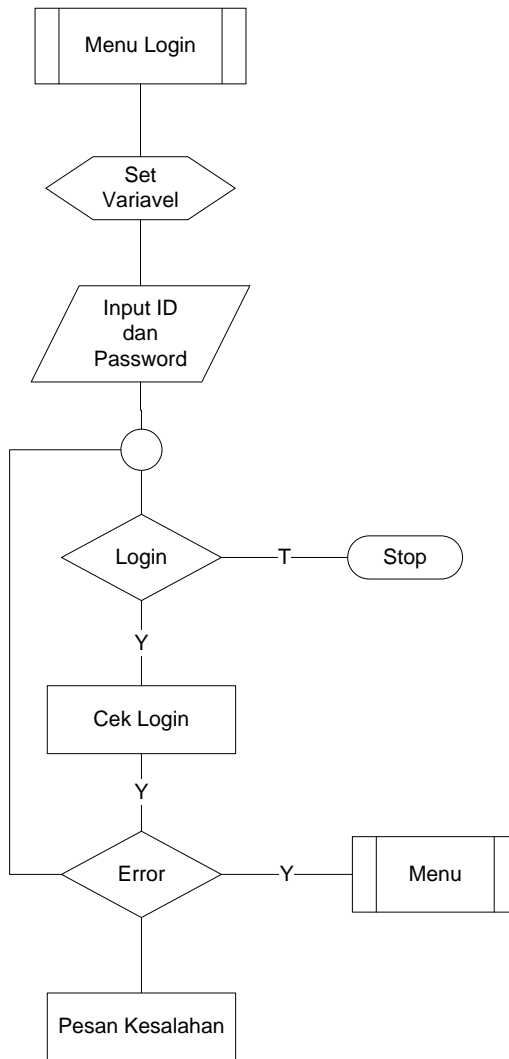 Menu Login
Set
Variavel
Input ID
dan
Password
Login
T
Stop
Y
Cek Login
Y
Error
Y
Menu
Pesan Kesalahan